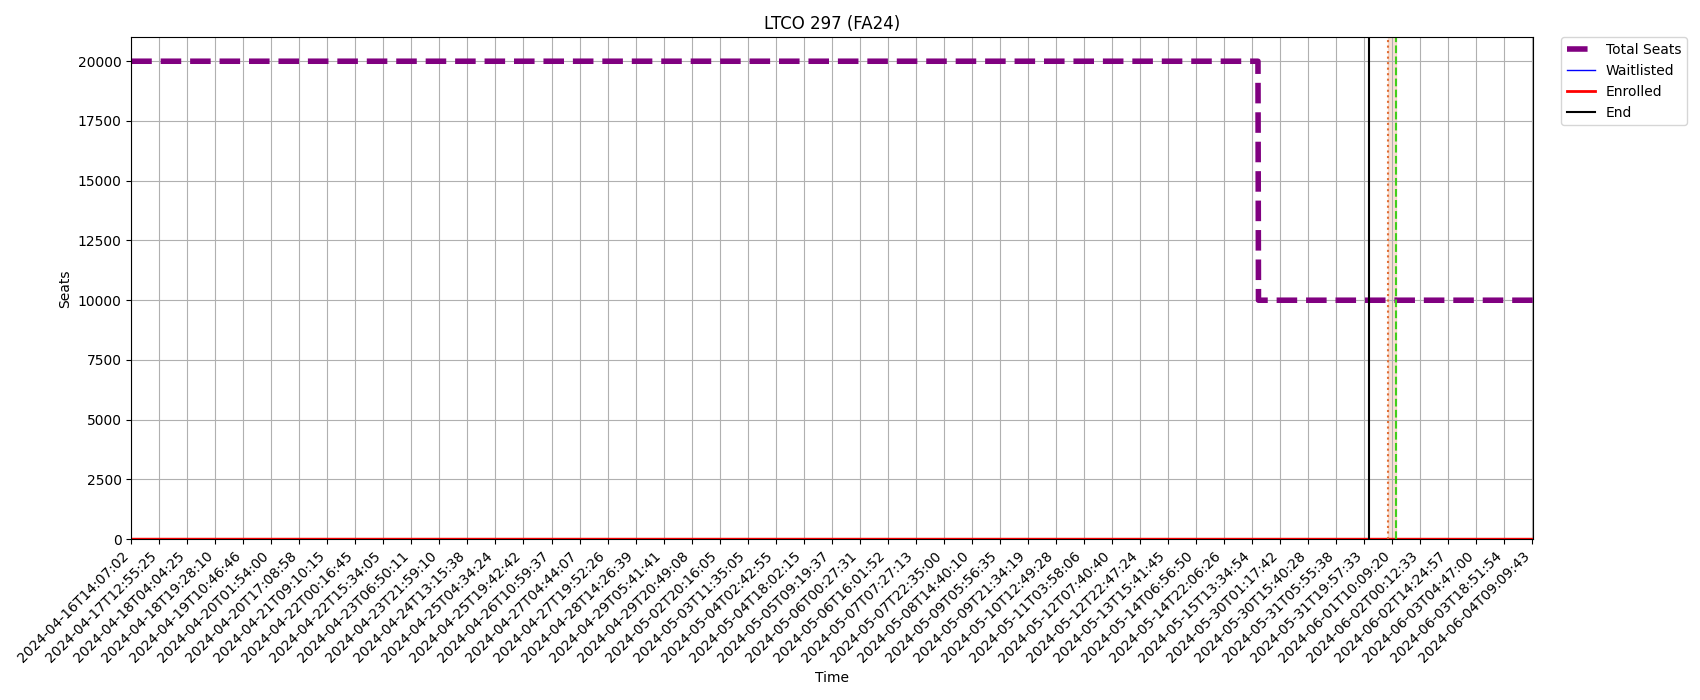 LTCO 297 (FA24)
Total Seats
Waitlisted
Enrolled
End
Seats
20000
17500
15000
12500
10000
7500
5000
2500
0
2024-04-16T14:07:02
2024-04-17T12:55:25
2024-04-18T04:04:25
2024-04-18T19:28:10
2024-04-19T10:46:46
2024-04-20T01:54:00
2024-04-20T17:08:58
2024-04-21T09:10:15
2024-04-22T00:16:45
2024-04-22T15:34:05
2024-04-23T06:50:11
2024-04-23T21:59:10
2024-04-24T13:15:38
2024-04-25T04:34:24
2024-04-25T19:42:42
2024-04-26T10:59:37
2024-04-27T04:44:07
2024-04-27T19:52:26
2024-04-28T14:26:39
2024-04-29T05:41:41
2024-04-29T20:49:08
2024-05-02T20:16:05
2024-05-03T11:35:05
2024-05-04T02:42:55
2024-05-04T18:02:15
2024-05-05T09:19:37
2024-05-06T00:27:31
2024-05-06T16:01:52
2024-05-07T07:27:13
2024-05-07T22:35:00
2024-05-08T14:40:10
2024-05-09T05:56:35
2024-05-09T21:34:19
2024-05-10T12:49:28
2024-05-11T03:58:06
2024-05-12T07:40:40
2024-05-12T22:47:24
2024-05-13T15:41:45
2024-05-14T06:56:50
2024-05-14T22:06:26
2024-05-15T13:34:54
2024-05-30T01:17:42
2024-05-30T15:40:28
2024-05-31T05:55:38
2024-05-31T19:57:33
2024-06-01T10:09:20
2024-06-02T00:12:33
2024-06-02T14:24:57
2024-06-03T04:47:00
2024-06-03T18:51:54
2024-06-04T09:09:43
Time